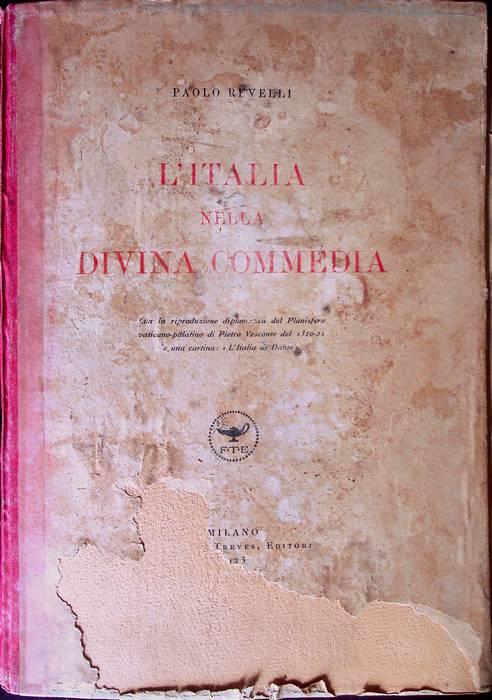 PAOLO REVELLI
L'ITALIA
NELLA
DIVINA COMMEDIA
Con la riproduzione diplomatica del Planisfero
vaticano-palatino di Pietro Vesconte del 1320-21
e una cartina: «L'Italia di Dante»
F·T·E
MILANO
TREVES, EDITORI